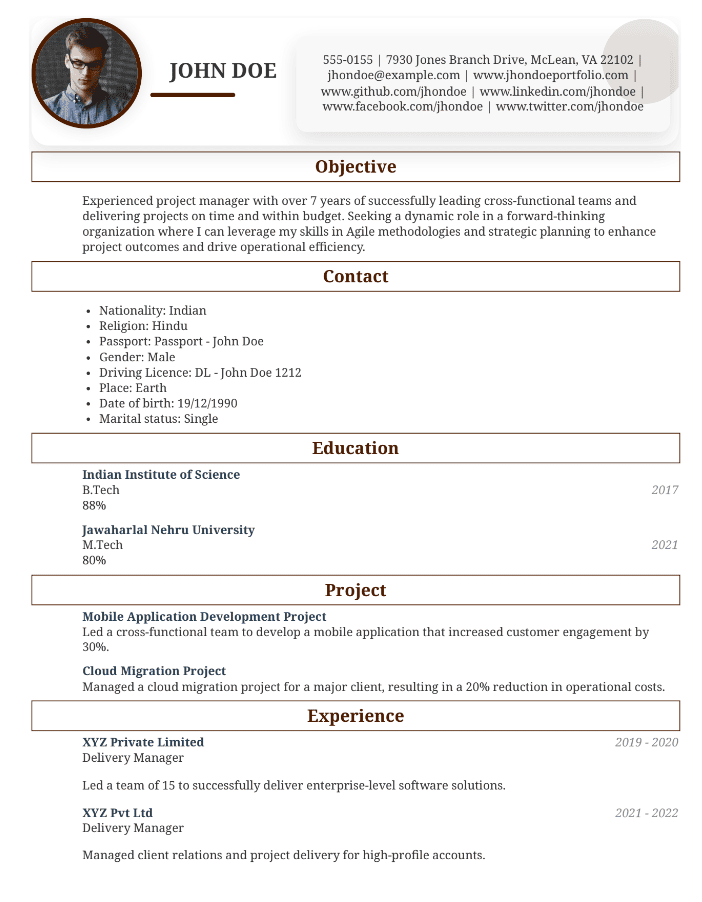 JOHN DOE
555-0155 | 7930 Jones Branch Drive, McLean, VA 22102 |
jhondoe@example.com | www.jhondoeportfolio.com |
www.github.com/jhondoe | www.linkedin.com/jhondoe |
www.facebook.com/jhondoe | www.twitter.com/jhondoe
Objective
Experienced project manager with over 7 years of successfully leading cross-functional teams and
delivering projects on time and within budget. Seeking a dynamic role in a forward-thinking
organization where I can leverage my skills in Agile methodologies and strategic planning to enhance
project outcomes and drive operational efficiency.
Contact
• Nationality: Indian
• Religion: Hindu
• Passport: Passport - John Doe
• Gender: Male
• Driving Licence: DL - John Doe 1212
• Place: Earth
• Date of birth: 19/12/1990
• Marital status: Single
Education
Indian Institute of Science
B.Tech 2017
88%
Jawaharlal Nehru University
M.Tech 2021
80%
Project
Mobile Application Development Project
Led a cross-functional team to develop a mobile application that increased customer engagement by
30%.
Cloud Migration Project
Managed a cloud migration project for a major client, resulting in a 20% reduction in operational costs.
Experience
XYZ Private Limited 2019 - 2020
Delivery Manager
Led a team of 15 to successfully deliver enterprise-level software solutions.
XYZ Pvt Ltd 2021 - 2022
Delivery Manager
Managed client relations and project delivery for high-profile accounts.